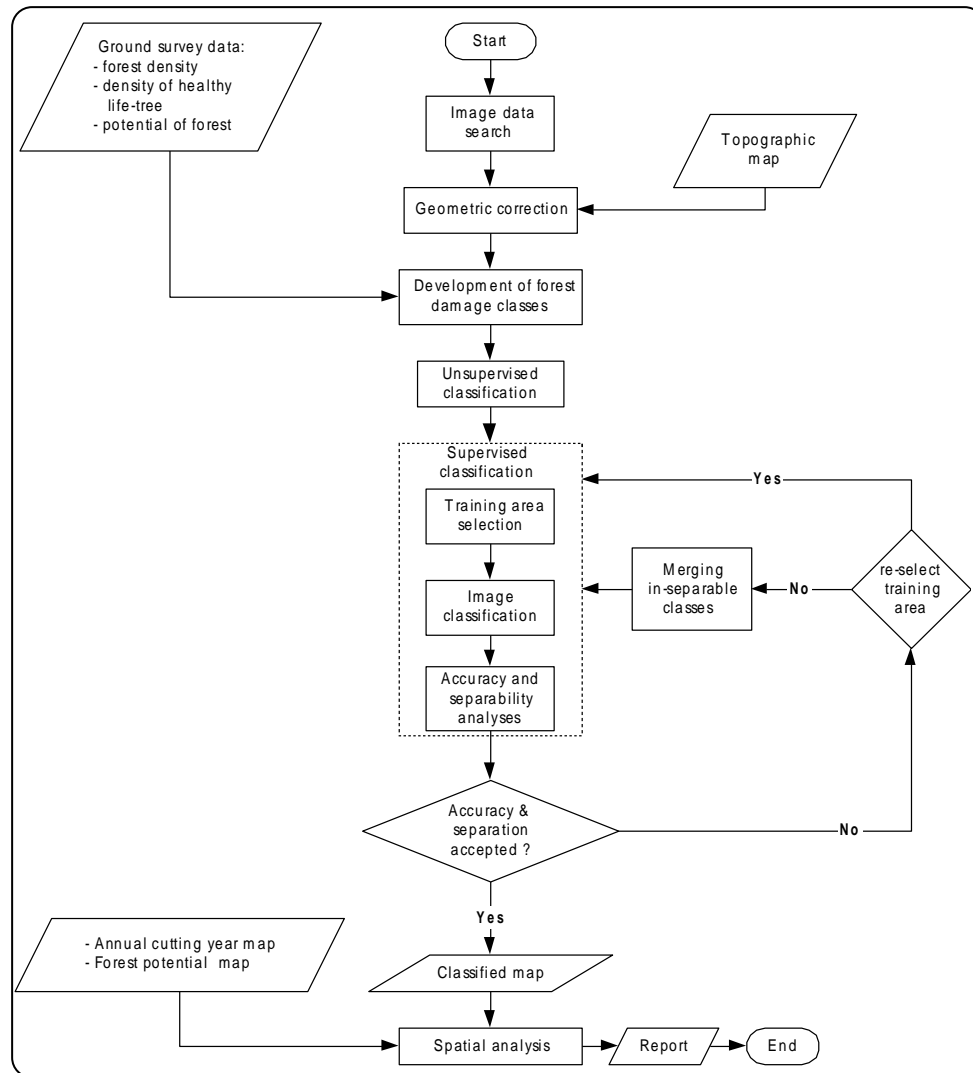 Ground survey data:
- forest density
- density of healthy
life-tree
- potential of forest
Start
Image data
search
Topographic
map
Geometric correction
Development of forest
damage classes
Unsupervised
classification
Supervised
classification
Training area
selection
Image
classification
Accuracy and
separability
analyses
Yes
Merging
in-separable
classes
No
re-select
training
area
Accuracy &
separation
accepted ?
No
Yes
- Annual cutting year map
- Forest potential map
Classified map
Spatial analysis
Report
End